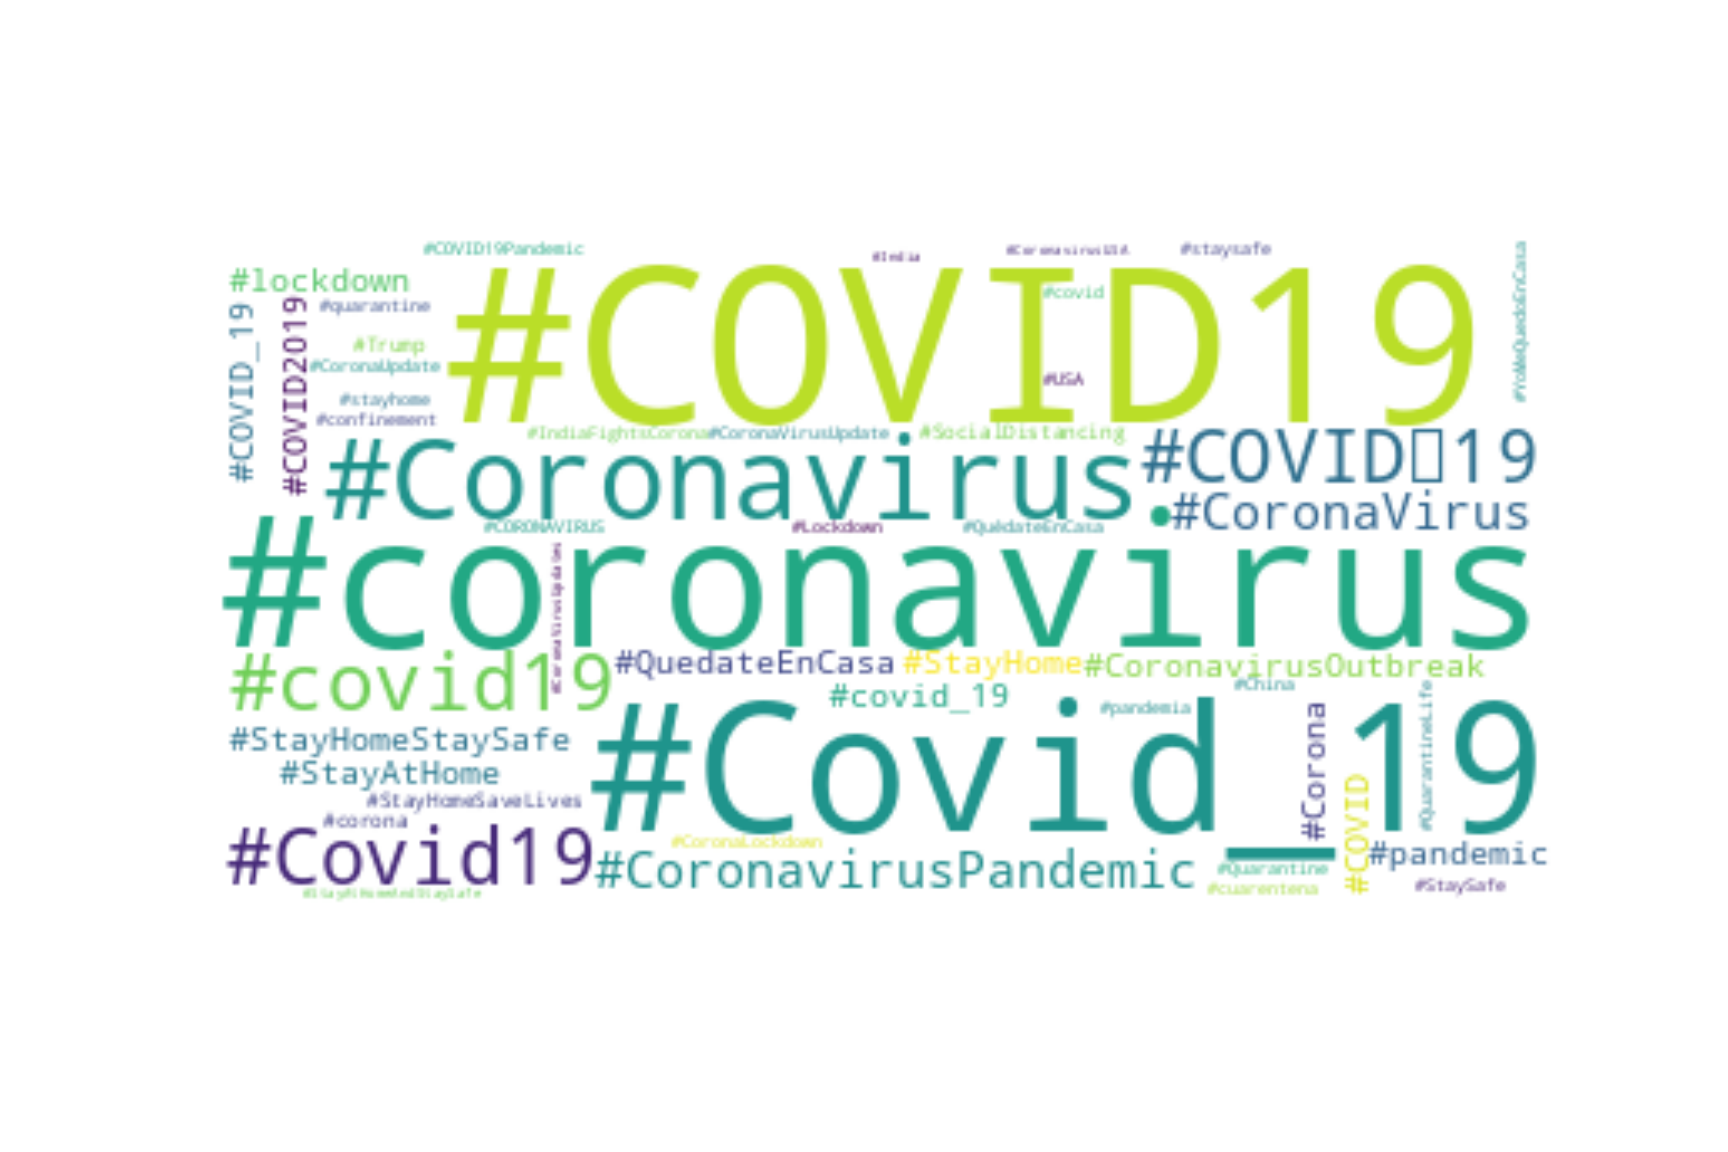 #COVID19Pandemic
#India
#CoronavirusUSA
#staysafe
#lockdown
#COVID19
#YoMeQuedoEnCasa
#COVID_19
#COVID2019
#quarantine
#covid
#Trump
#CoronaUpdate
#USA
#stayhome
#confinement
#IndiaFightsCorona
#CoronaVirusUpdate
#SocialDistancing
#Coronavirus
#COVID▯19
#CoronaVirus
#CORONAVIRUS
#Lockdown
#QuédateEnCasa
#coronavirus
#CoronaVirusUpdates
#covid19
#QuedateEnCasa
#StayHome
#CoronavirusOutbreak
#covid_19
#China
#pandemia
#Covid_19
#Corona
#QuarantineLife
#StayHomeStaySafe
#StayAtHome
#StayHomeSaveLives
#corona
#COVID
#Covid19
#CoronaLockdown
#CoronavirusPandemic
#pandemic
#Quarantine
#cuarentena
#StaySafe
#StayAtHomeAndStaySafe